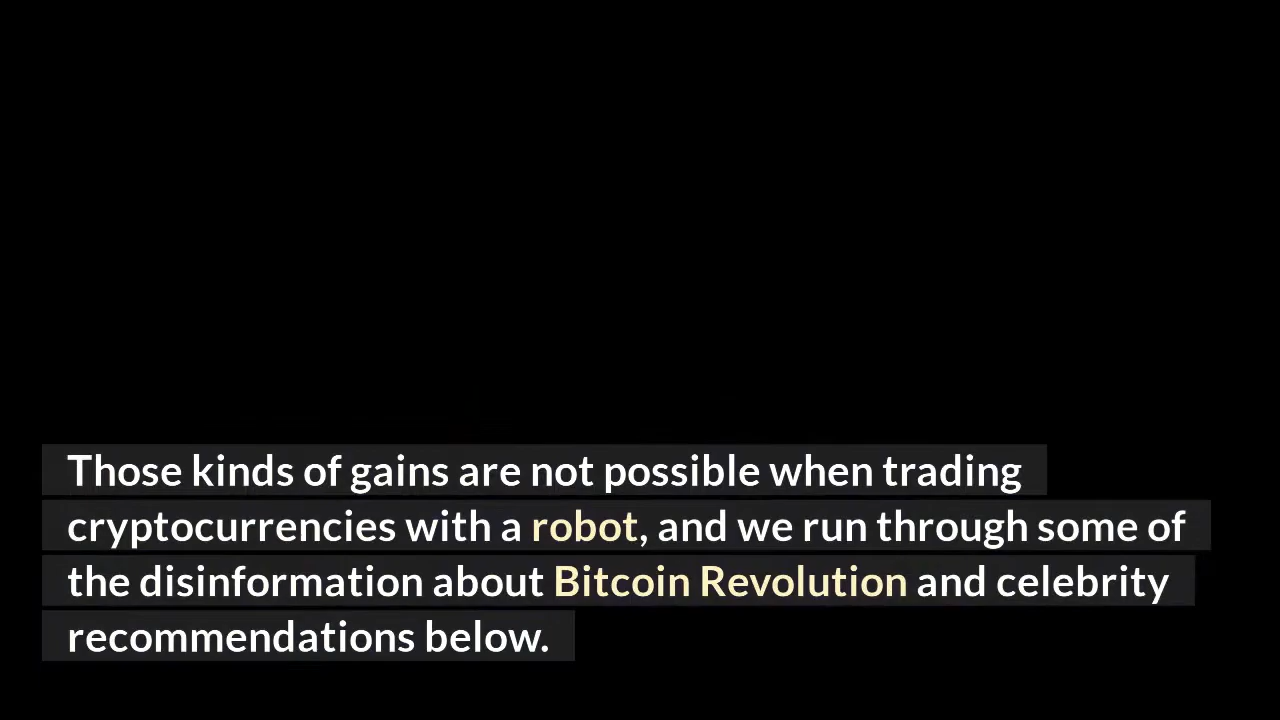 Those kinds of gains are not possible when trading
cryptocurrencies with a robot, and we run through some of
the disinformation about Bitcoin Revolution and celebrity
recommendations below.